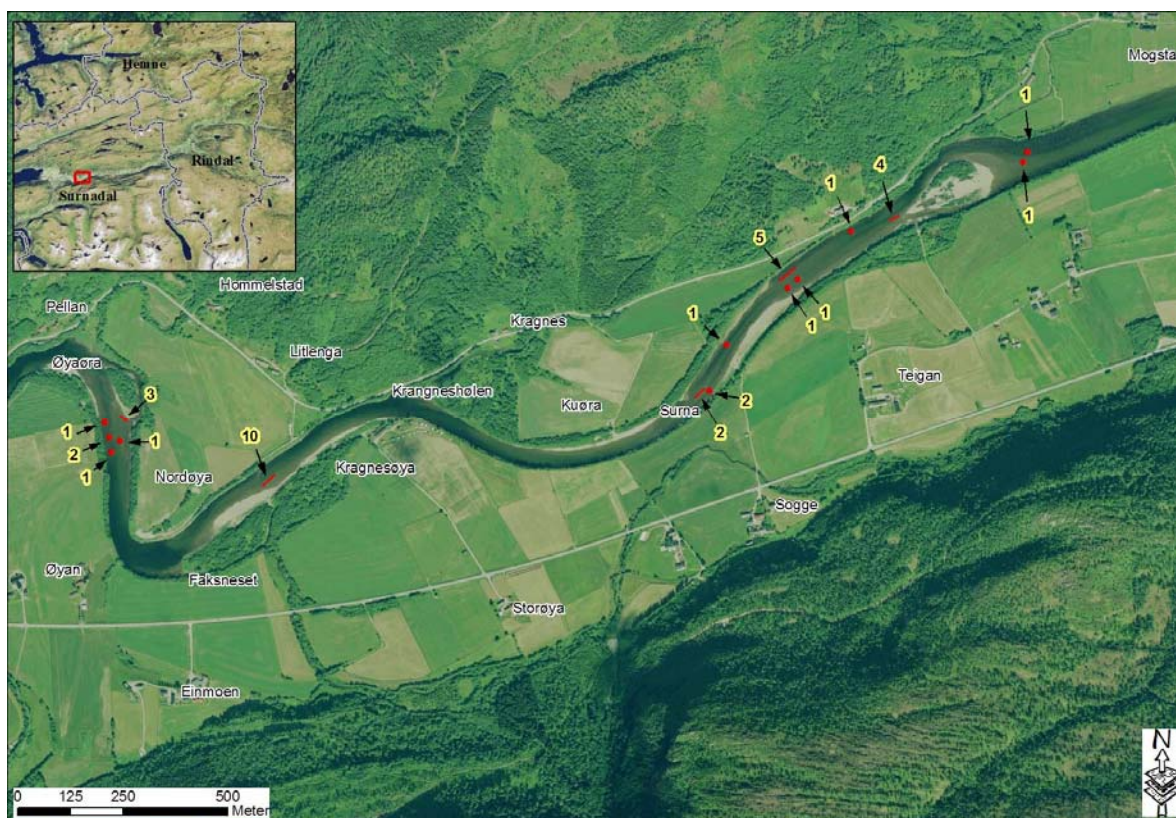 Hemne
Rindal
Surnadal
Mogsta
1
1
4
1
5
1
1
Hommelstad
Pellan
Kragnes
1
Litlenga
Øyaøra
Teigan
Krangneshølen
Kuøra
Surna
2
2
3
1
2
1
1
10
Nordøya
Kragnesøya
Sogge
Øyan
Faksneset
Storøya
Einmoen
N
0 125 250 500
Meter